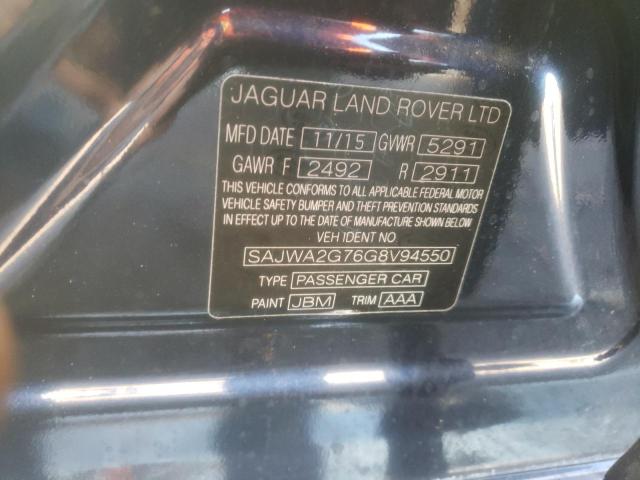 JAGUAR LAND ROVER LTD
MFD DATE 11/15 GVWR 5291
GAWR F 2492 R 2911
THIS VEHICLE CONFORMS TO ALL APPLICABLE FEDERAL MOTOR
VEHICLE SAFETY BUMPER AND THEFT PREVENTION STANDARDS
IN EFFECT UP TO THE DATE OF MANUFACTURE SHOWN BELOW
VEH IDENT NO
SAJWA2G76G8V94550
TYPE PASSENGER CAR
PAINT JBM TRIM AAA